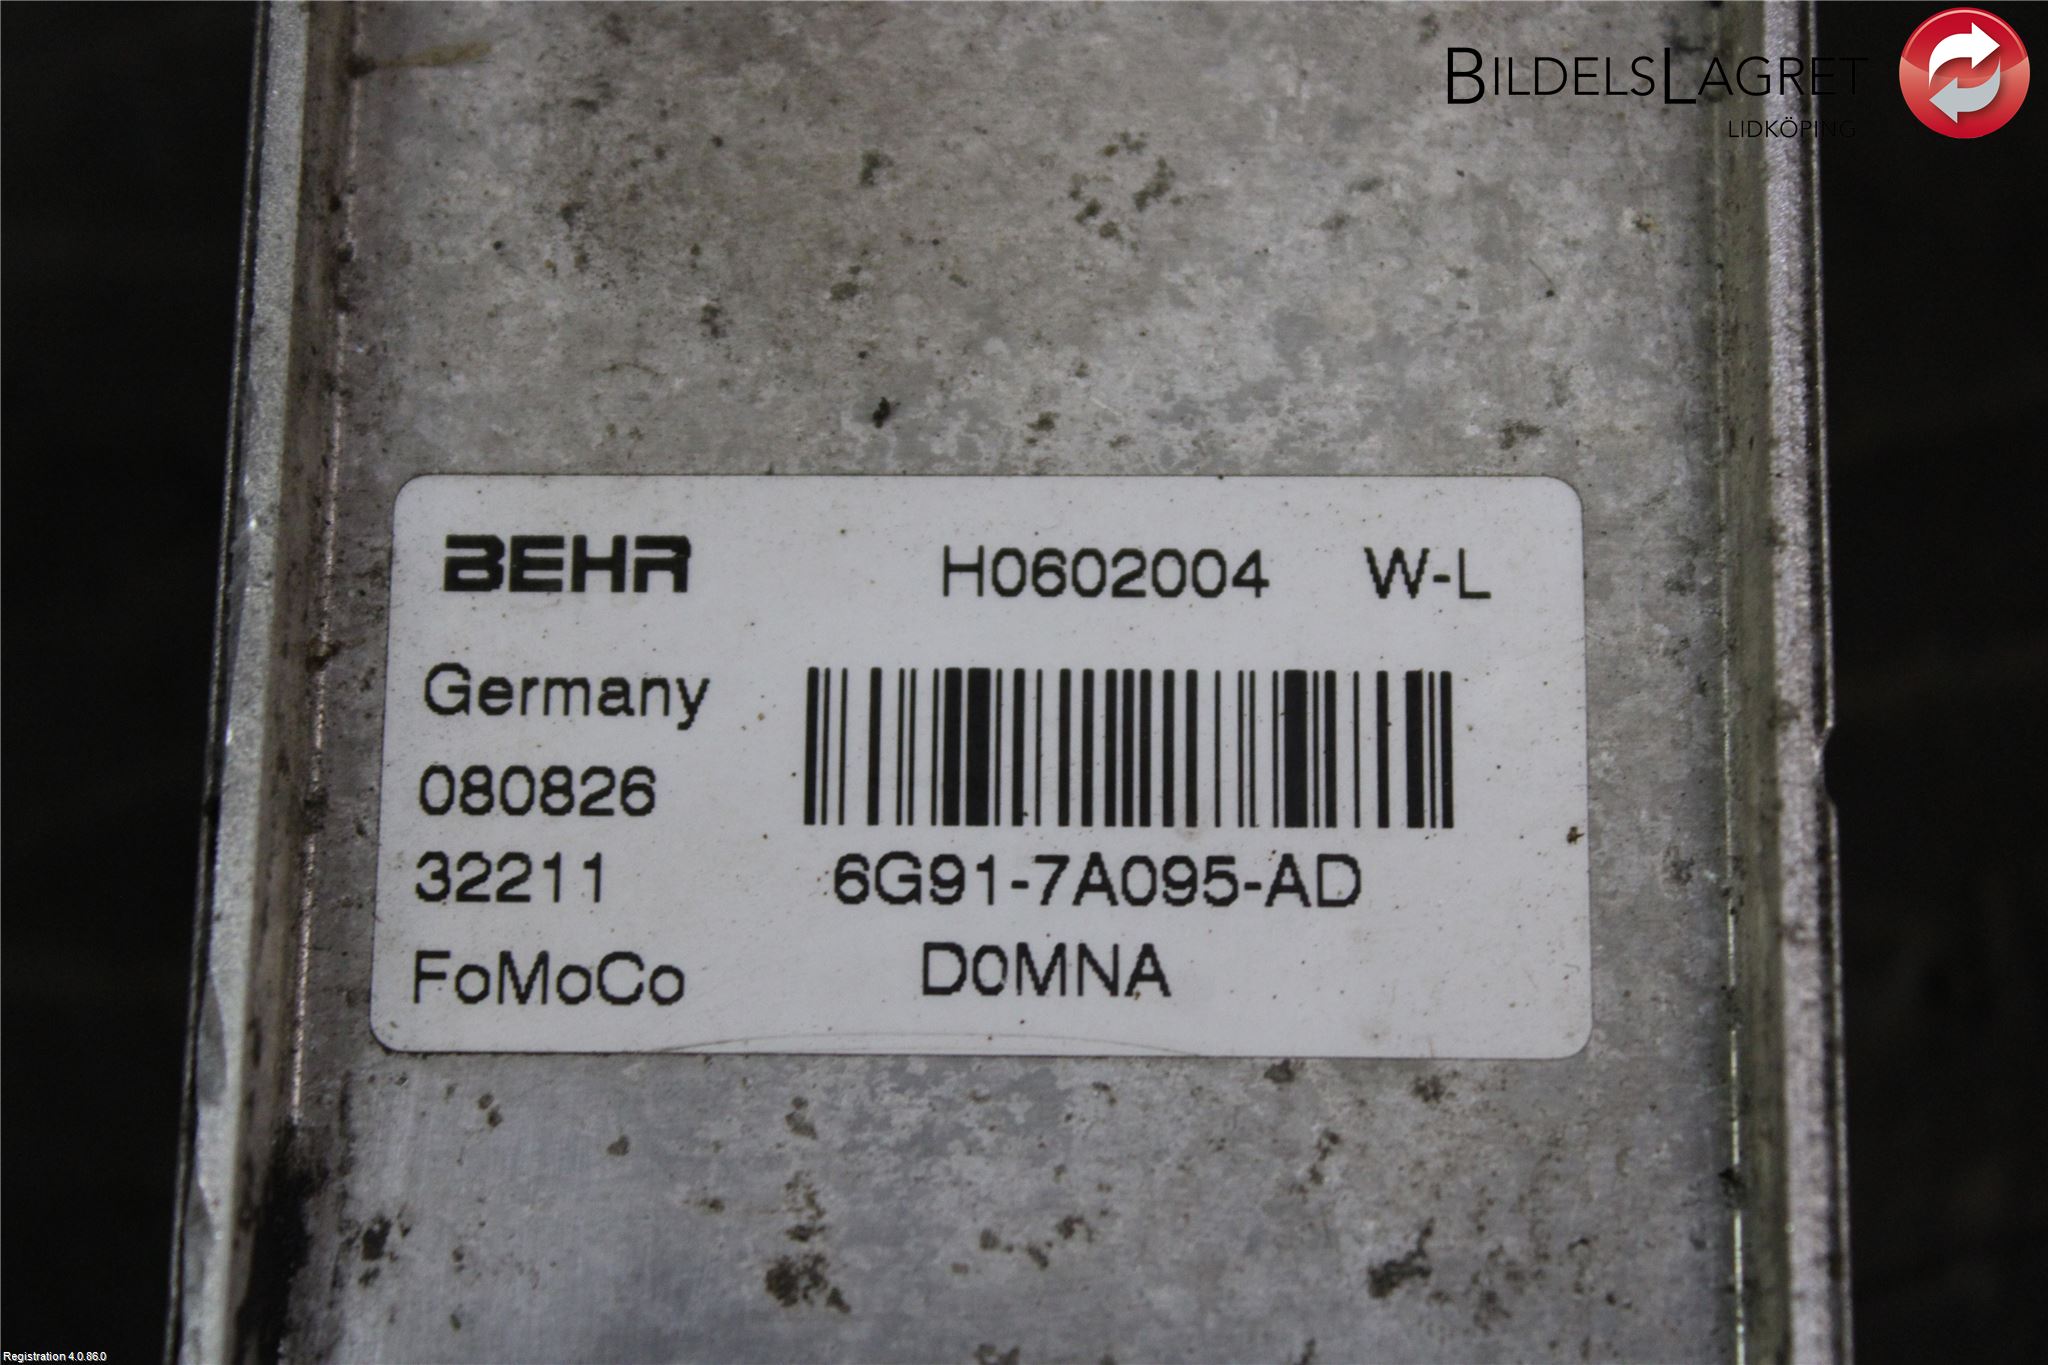 BILDELSLAGRET
LIDKÖPING
BEHR H0602004 W-L
Germany
080826
32211 6G91-7A095-AD
FoMoCo D0MNA
Registration 4.0.86.0